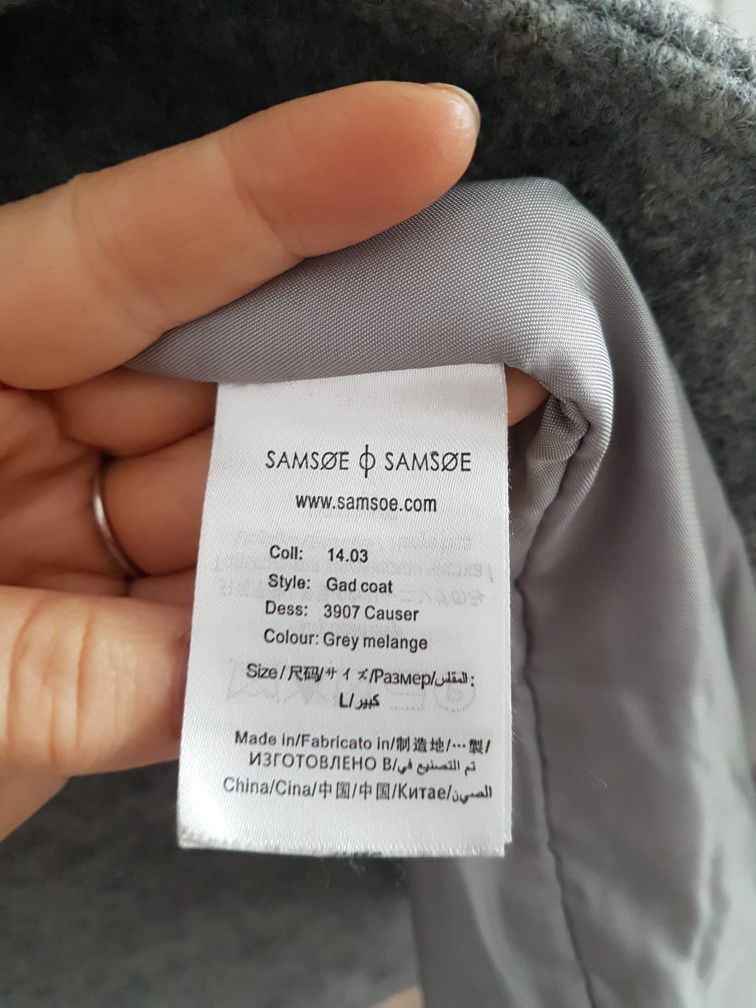 SAMSØE ϕ SAMSØE
www.samsoe.com
Coll: 14.03
Style: Gad coat
Dess: 3907 Causer
Colour: Grey melange
Size/尺码/サイズ/Размер/المقاس:
L/كبير
Made in/Fabricato in/制造地/…製/
ИЗГОТОВЛЕНО В/تم التصنيع في
China/Cina/中国/中国/Китае/الصين